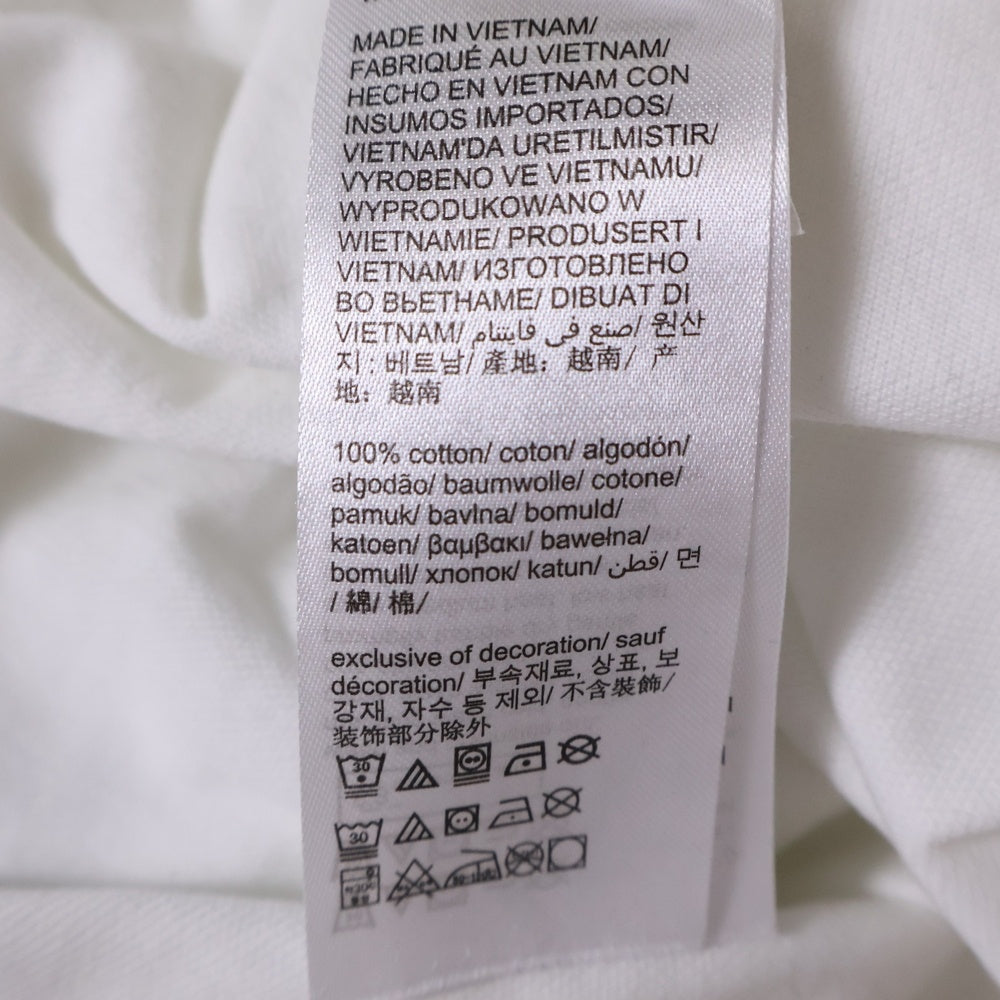 MADE IN VIETNAM/
FABRIQUÉ AU VIETNAM/
HECHO EN VIETNAM CON
INSUMOS IMPORTADOS/
VIETNAM'DA URETILMISTIR/
VYROBENO VE VIETNAMU/
WYPRODUKOWANO W
WIETNAMIE/ PRODUSERT I
VIETNAM/ ИЗГОТОВЛЕНО
ВО ВЬЕТНАМЕ/ DIBUAT DI
VIETNAM/ صنع في فايتنام/ 원산
지 : 베트남/ 產地：越南/ 产
地：越南
100% cotton/ coton/ algodón/
algodão/ baumwolle/ cotone/
pamuk/ bavlna/ bomuld/
katoen/ βαμβακι/ bawełna/
bomull/ хлопок/ katun/ قطن/ 면
/ 綿/ 棉/
exclusive of decoration/ sauf
décoration/ 부속재료, 상표, 보
강재, 자수 등 제외/ 不含裝飾/
装饰部分除外
30
30